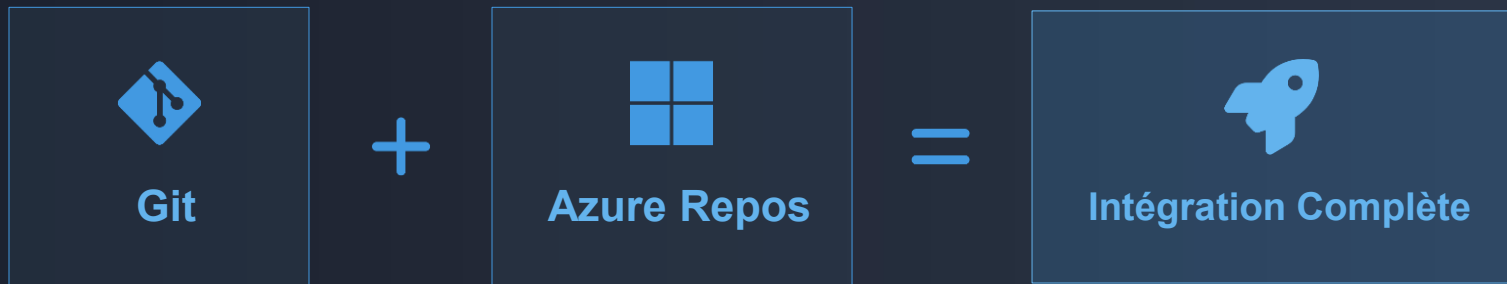 Git
+
Azure Repos
=
Intégration Complète